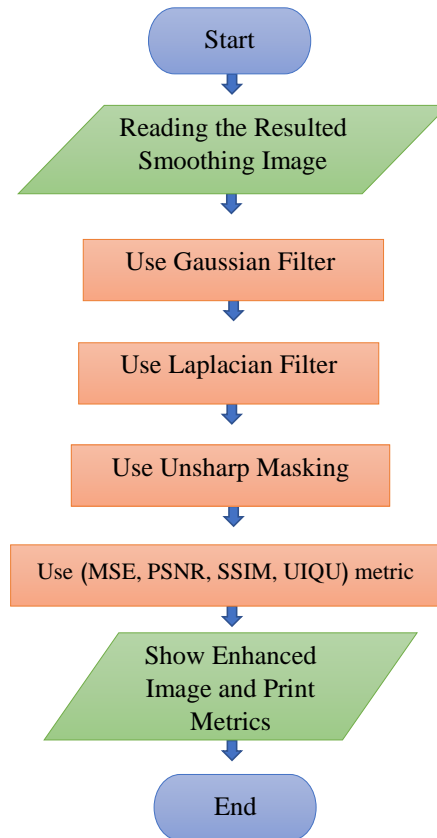 Start
Reading the Resulted
Smoothing Image
Use Gaussian Filter
Use Laplacian Filter
Use Unsharp Masking
Use (MSE, PSNR, SSIM, UIQU) metric
Show Enhanced
Image and Print
Metrics
End